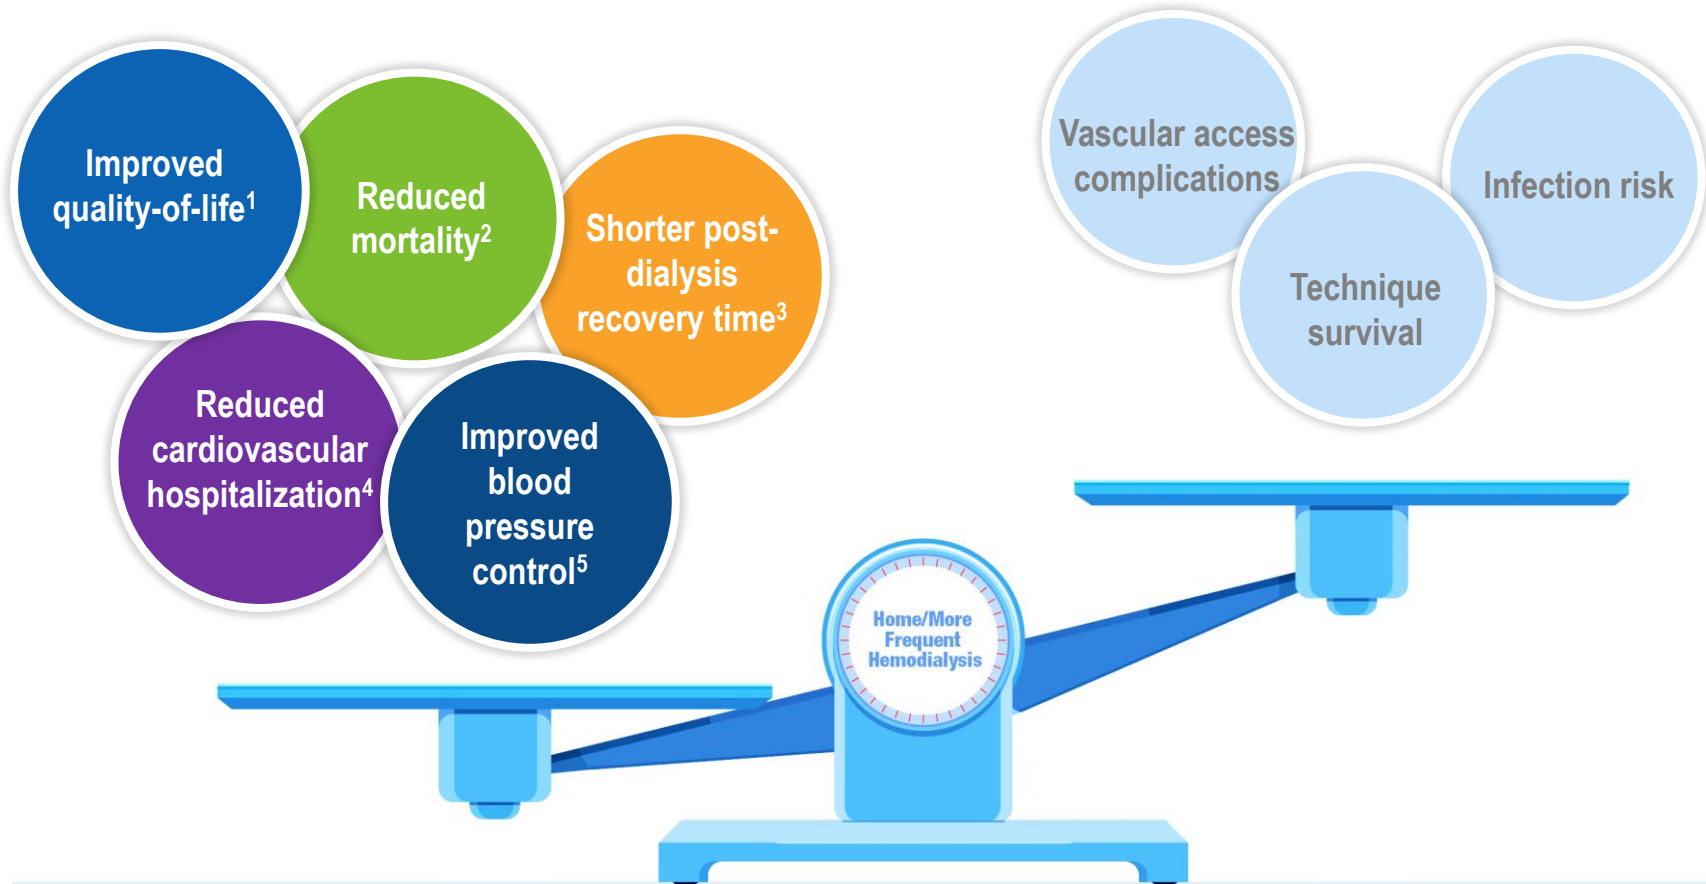 Improved
quality-of-life1
Reduced
mortality2
Shorter post-
dialysis
recovery time3
Reduced
cardiovascular
hospitalization4
Improved
blood
pressure
control5
Vascular access
complications
Technique
survival
Infection risk
Home/More
Frequent
Hemodialysis